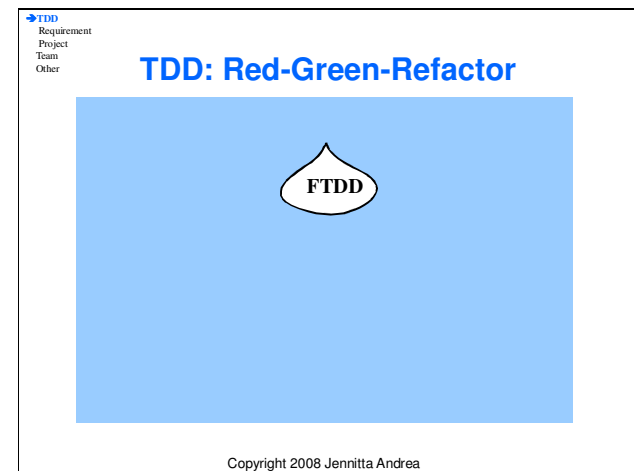 ➔TDD
Requirement
Project
Team
Other
TDD: Red-Green-Refactor
FTDD
Copyright 2008 Jennitta Andrea